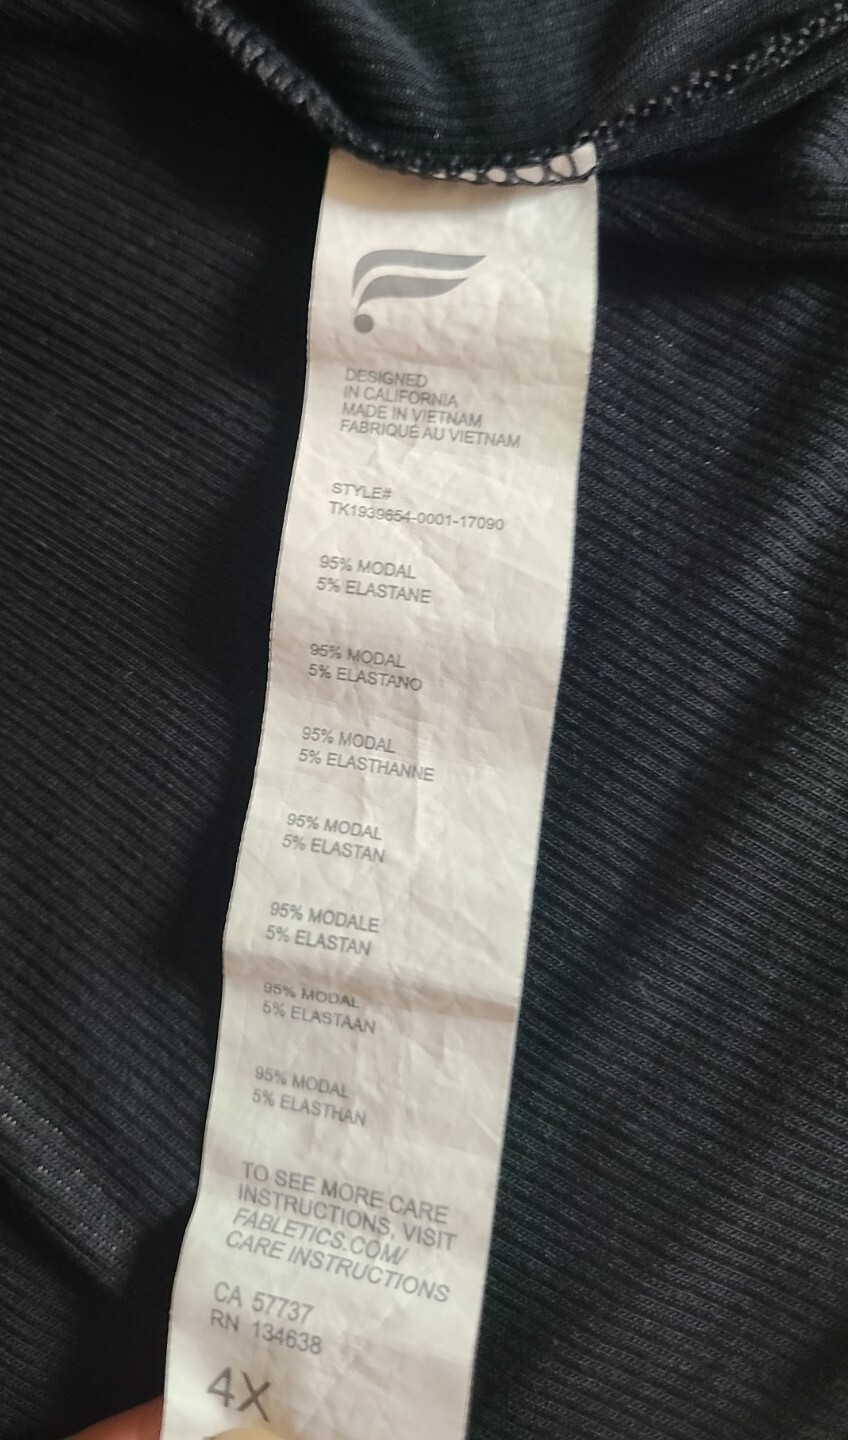 DESIGNED
IN CALIFORNIA
MADE IN VIETNAM
FABRIQUÉ AU VIETNAM
STYLE#
TK1939654-0001-17090
95% MODAL
5% ELASTANE
95% MODAL
5% ELASTANO
95% MODAL
5% ELASTHANNE
95% MODAL
5% ELASTAN
95% MODALE
5% ELASTAN
95% MODAL
5% ELASTAAN
95% MODAL
5% ELASTHAN
TO SEE MORE CARE
INSTRUCTIONS, VISIT
FABLETICS.COM/
CARE INSTRUCTIONS
CA 57737
RN 134638
4X